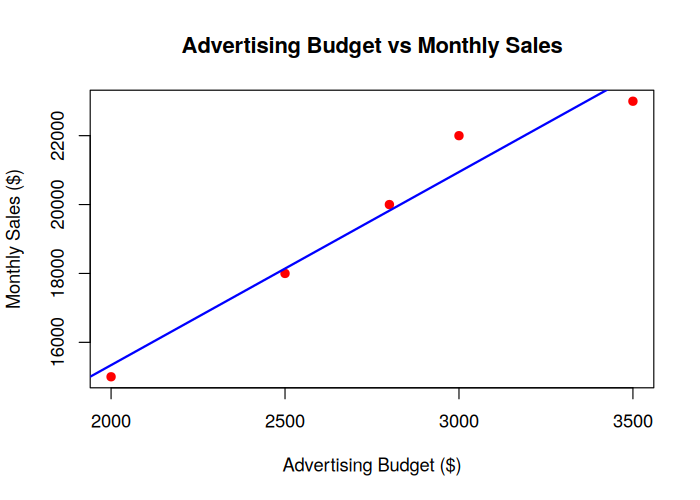 Advertising Budget vs Monthly Sales
Monthly Sales ($)
22000
20000
18000
16000
2000 2500 3000 3500
Advertising Budget ($)